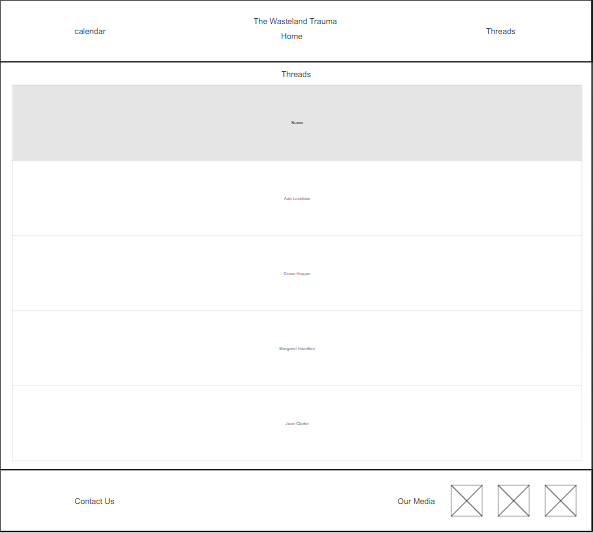 The Wasteland Trauma
calendar
Home
Threads
Threads
Name
Ada Lovelace
Grace Hopper
Margaret Hamilton
Joan Clarke
Contact Us
Our Media